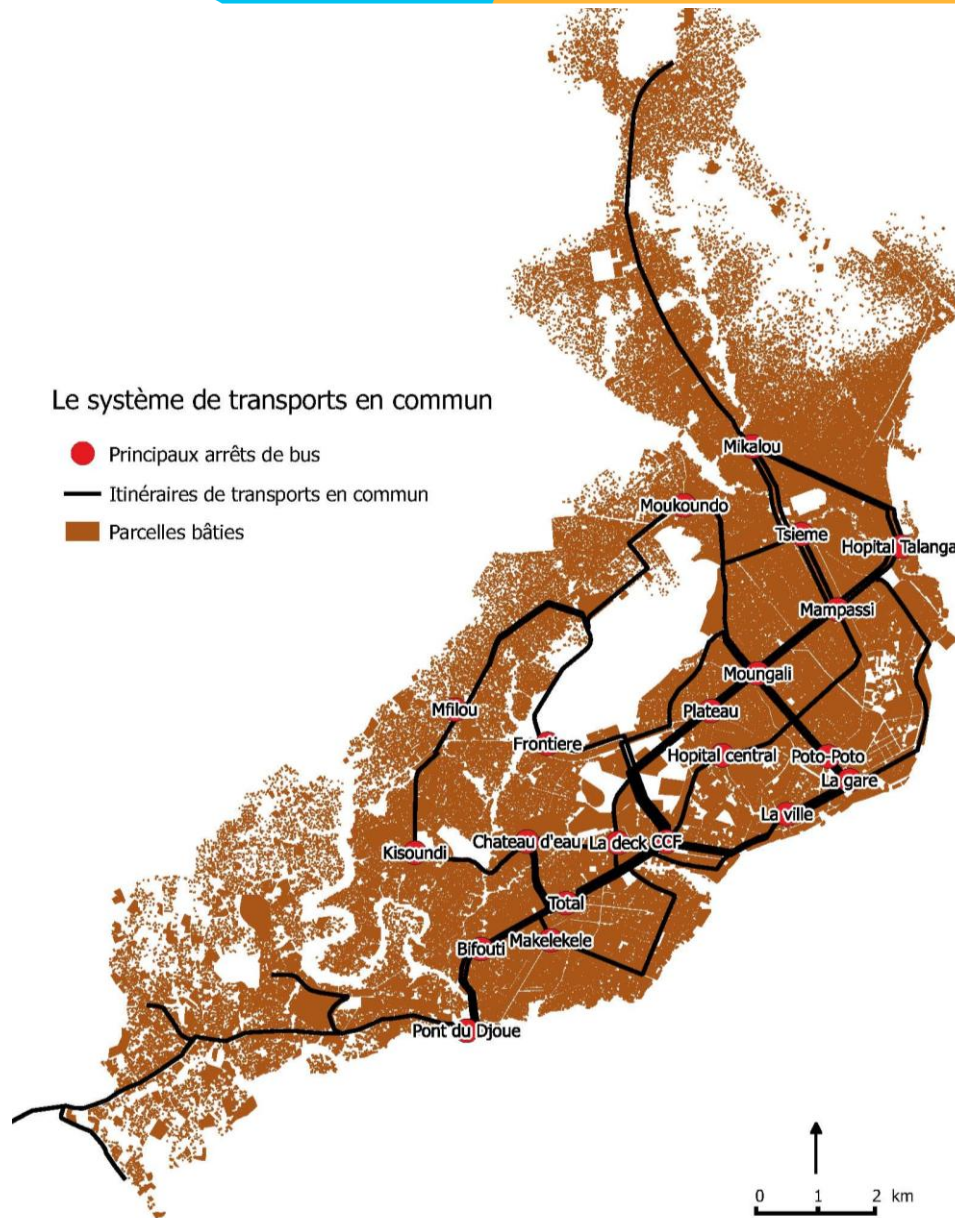 Le système de transports en commun
Principaux arrêts de bus
Itinéraires de transports en commun
Parcelles bâties
Mikalou
Moukoundo
Tsieme
Hopital Talanga
Mampassi
Moungali
Mfilou
Plateau
Frontiere
Hopital central
Poto-Poto
La gare
La ville
Kisoundi
Chateau d'eau
La deck
CCF
Total
Bifouti
Makelekele
Pont du Djoue
0 1 2 km